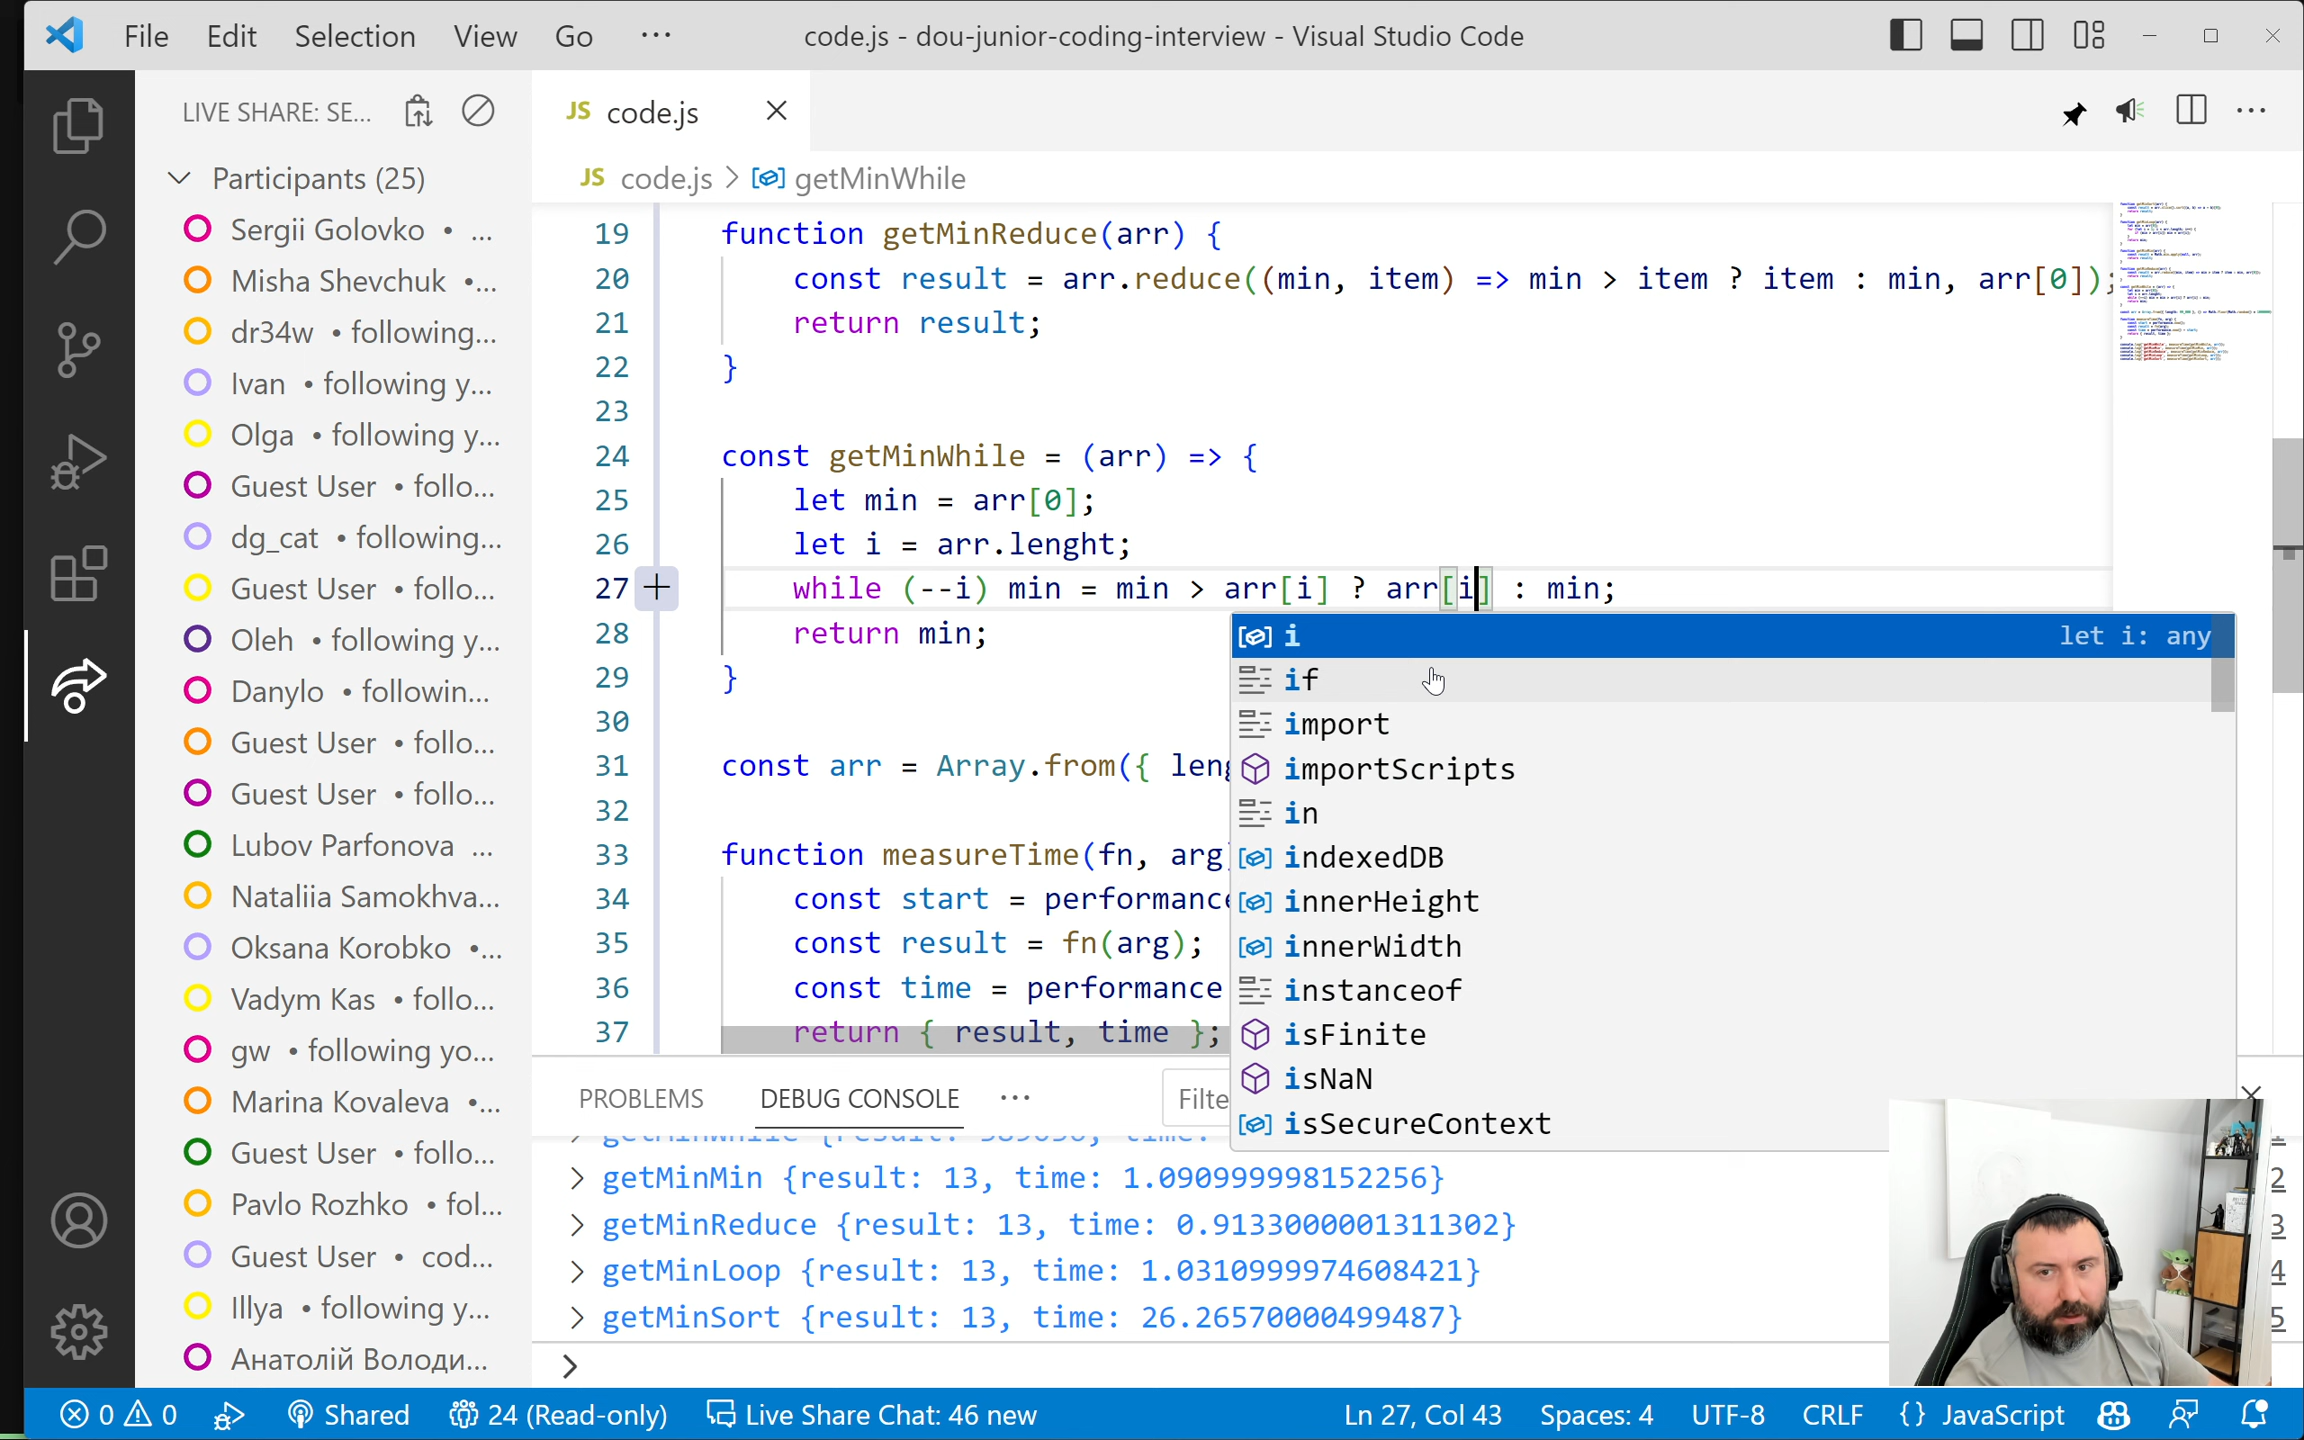 File Edit Selection View Go ··· code.js - dou-junior-coding-interview - Visual Studio Code
LIVE SHARE: SE...
Participants (25)
Sergii Golovko • ...
Misha Shevchuk •...
dr34w • following...
Ivan • following y...
Olga • following y...
Guest User • follo...
dg_cat • following...
Guest User • follo...
Oleh • following y...
Danylo • followin...
Guest User • follo...
Guest User • follo...
Lubov Parfonova ...
Nataliia Samokhva...
Oksana Korobko •...
Vadym Kas • follo...
gw • following yo...
Marina Kovaleva •...
Guest User • follo...
Pavlo Rozhko • fol...
Guest User • cod...
Illya • following y...
Анатолій Володи...
JS code.js
JS code.js > getMinWhile
19 function getMinReduce(arr) {
20 const result = arr.reduce((min, item) => min > item ? item : min, arr[0]);
21 return result;
22 }
23
24 const getMinWhile = (arr) => {
25 let min = arr[0];
26 let i = arr.lenght;
27 while (--i) min = min > arr[i] ? arr[i] : min;
28 return min;
29 }
30
31 const arr = Array.from({ leng
32
33 function measureTime(fn, arg
34 const start = performance
35 const result = fn(arg);
36 const time = performance
37 return { result, time };
i let i: any
if
import
importScripts
in
indexedDB
innerHeight
innerWidth
instanceof
isFinite
isNaN
isSecureContext
PROBLEMS DEBUG CONSOLE ··· Filte
> getMinMin {result: 13, time: 1.090999998152256} 2
> getMinReduce {result: 13, time: 0.9133000001311302} 3
> getMinLoop {result: 13, time: 1.0310999974608421} 4
> getMinSort {result: 13, time: 26.26570000499487} 5
>
0 0 Shared 24 (Read-only) Live Share Chat: 46 new Ln 27, Col 43 Spaces: 4 UTF-8 CRLF {} JavaScript